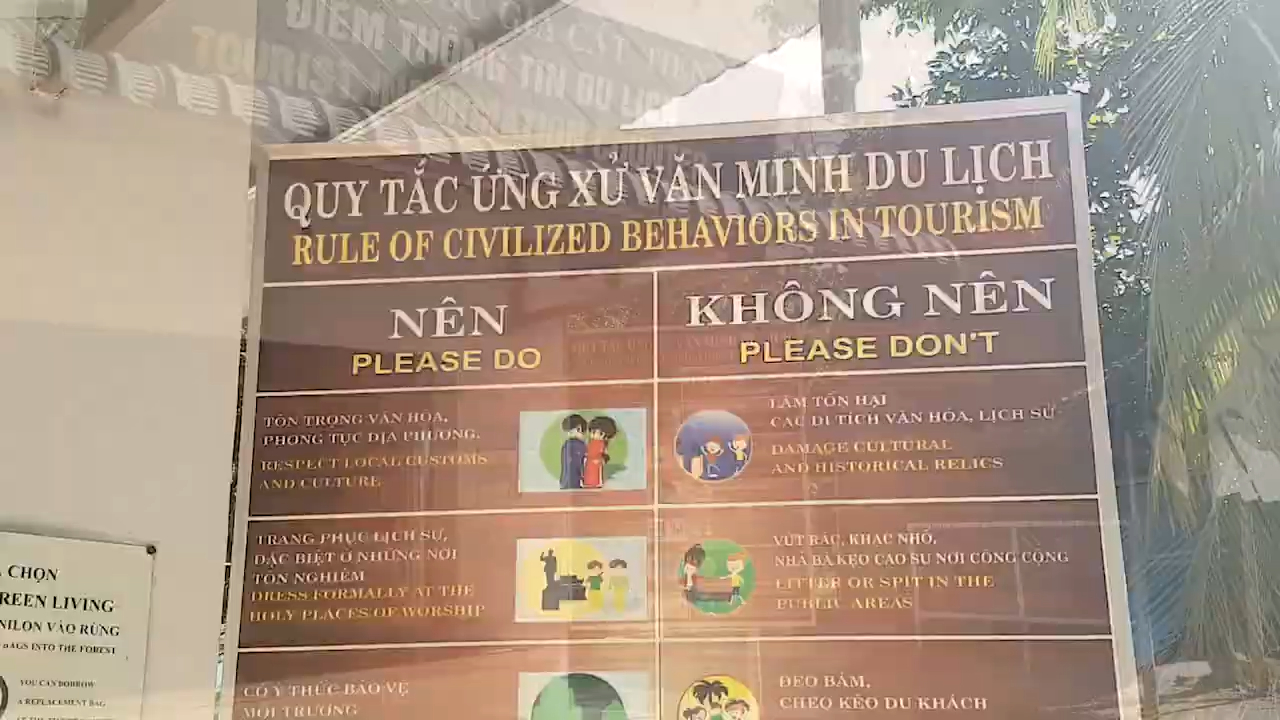 ĐIỂM THÔNG TIN DU LỊCH
TOURIST
QUY TẮC ỨNG XỬ VĂN MINH DU LỊCH
RULE OF CIVILIZED BEHAVIORS IN TOURISM
NÊN
PLEASE DO
KHÔNG NÊN
PLEASE DON'T
TÔN TRỌNG VĂN HÓA,
PHONG TỤC ĐỊA PHƯƠNG.
RESPECT LOCAL CUSTOMS
AND CULTURE
LÀM TỔN HẠI
CÁC DI TÍCH VĂN HÓA, LỊCH SỬ
DAMAGE CULTURAL
AND HISTORICAL RELICS
TRANG PHỤC LỊCH SỰ,
ĐẶC BIỆT Ở NHỮNG NƠI
TÔN NGHIÊM
DRESS FORMALLY AT THE
HOLY PLACES OF WORSHIP
VỨT RÁC, KHẠC NHỔ,
NHẢ BÃ KẸO CAO SU NƠI CÔNG CỘNG
LITTER OR SPIT IN THE
PUBLIC AREAS
CÓ Ý THỨC BẢO VỆ
MÔI TRƯỜNG
ĐEO BÁM,
CHÈO KÉO DU KHÁCH
CHỌN
REEN LIVING
NILON VÀO RỪNG
BAGS INTO THE FOREST
YOU CAN BORROW
A REPLACEMENT BAG